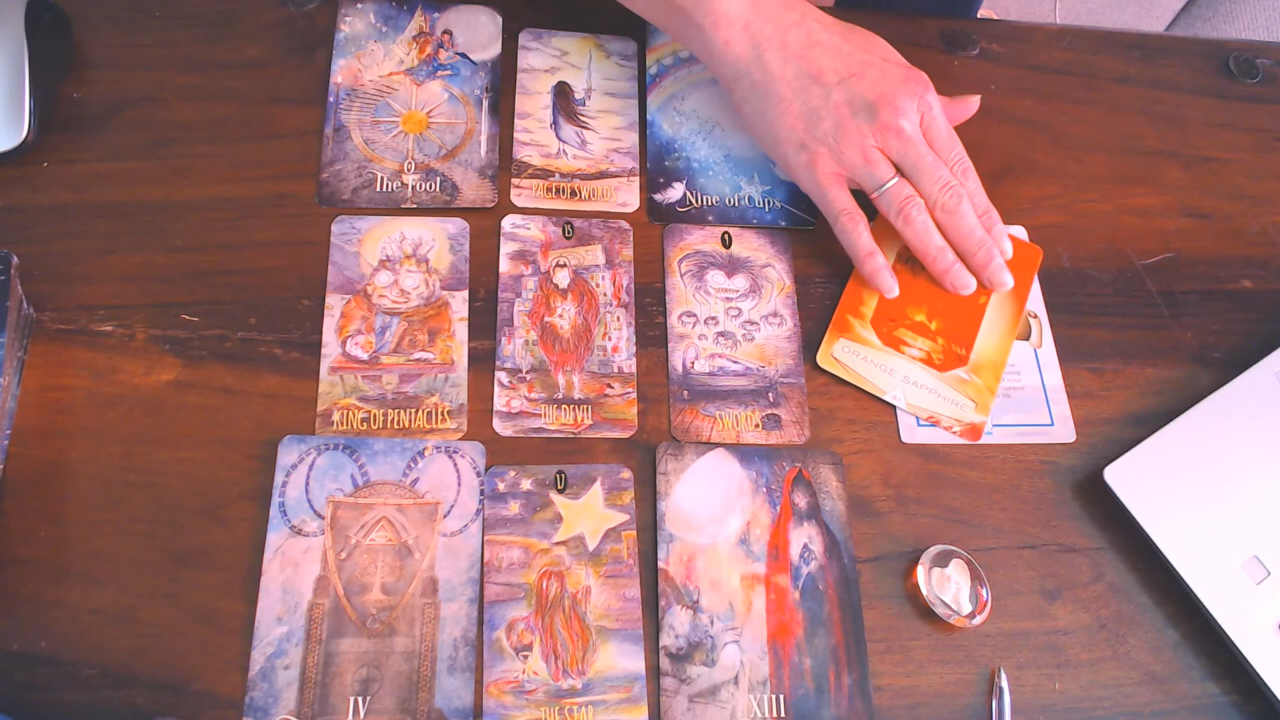 0
The Fool
PAGE OF SWORDS
Nine of Cups
KING OF PENTACLES
15
THE DEVIL
9
SWORDS
ORANGE SAPPHIRE
41
IV
17
THE STAR
XIII